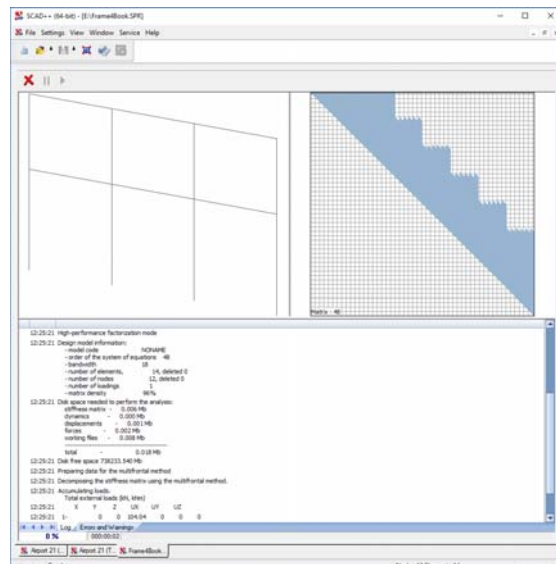 SCAD++ (64-bit) - [E:\Frame4Book.SPR]
File Settings View Window Service Help
Matrix - 48
12:25:21 High-performance factorization mode
12:25:21 Design model information:
- model code NONAME
- order of the system of equations 48
- bandwidth 18
- number of elements, 14, deleted 0
- number of nodes 12, deleted 0
- number of loadings 1
- matrix density 96%
12:25:21 Disk space needed to perform the analysis:
stiffness matrix - 0.006 Mb
dynamics - 0.000 Mb
displacements - 0.001 Mb
forces - 0.002 Mb
working files - 0.008 Mb
total - 0.018 Mb
12:25:21 Disk free space 738233.540 Mb
12:25:21 Preparing data for the multifrontal method
12:25:21 Decomposing the stiffness matrix using the multifrontal method.
12:25:21 Accumulating loads.
Total external loads (kN, kNm)
12:25:21 X Y Z UX UY UZ
12:25:21 1- 0 0 104.04 0 0 0
Log Errors and Warnings
0 % 000:00:02
Airport 21 (... Airport 21 (T... Frame4Book...